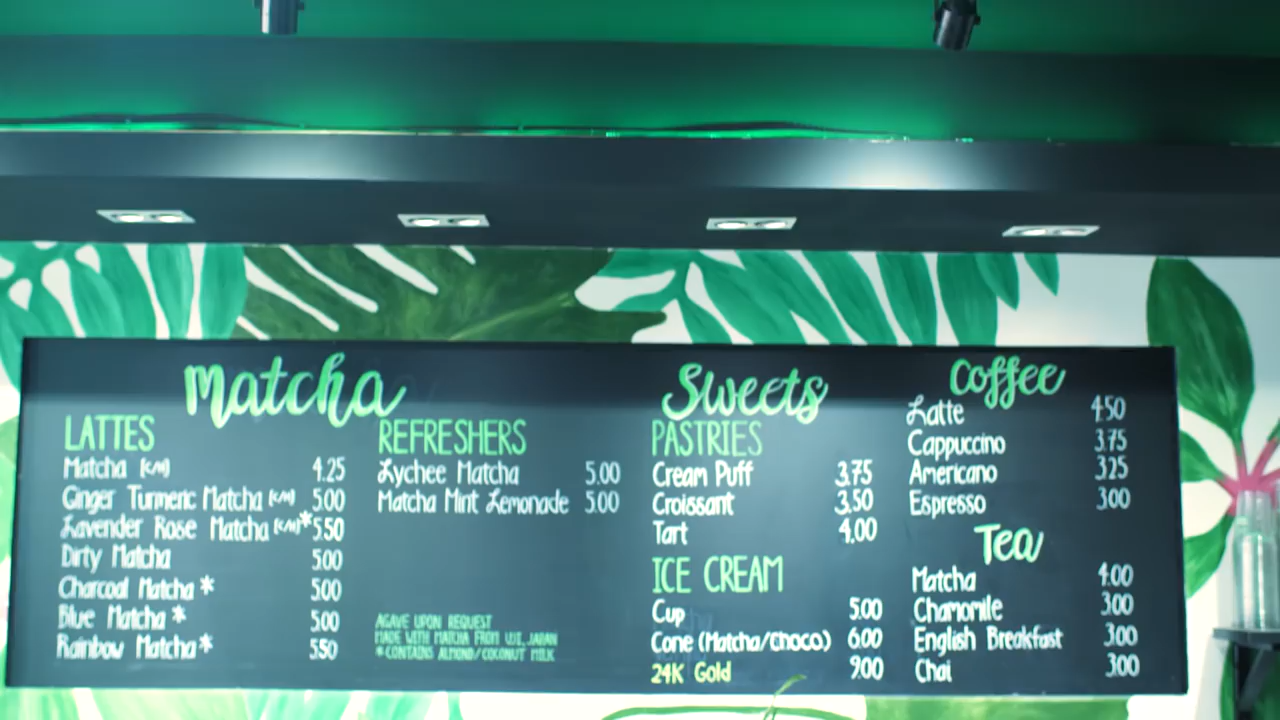 Matcha
LATTES
Matcha (C/M) 4.25
Ginger Turmeric Matcha (C/M) 5.00
Lavender Rose Matcha (C/M)* 5.50
Dirty Matcha 5.00
Charcoal Matcha * 5.00
Blue Matcha * 5.00
Rainbow Matcha * 5.50
REFRESHERS
Lychee Matcha 5.00
Matcha Mint Lemonade 5.00
AGAVE UPON REQUEST
MADE WITH MATCHA FROM UJI, JAPAN
* CONTAINS ALMOND/COCONUT MILK
Sweets
PASTRIES
Cream Puff 3.75
Croissant 3.50
Tart 4.00
ICE CREAM
Cup 5.00
Cone (Matcha/Choco) 6.00
24K Gold 9.00
Coffee
Latte 4.50
Cappuccino 3.75
Americano 3.25
Espresso 3.00
Tea
Matcha 4.00
Chamomile 3.00
English Breakfast 3.00
Chai 3.00